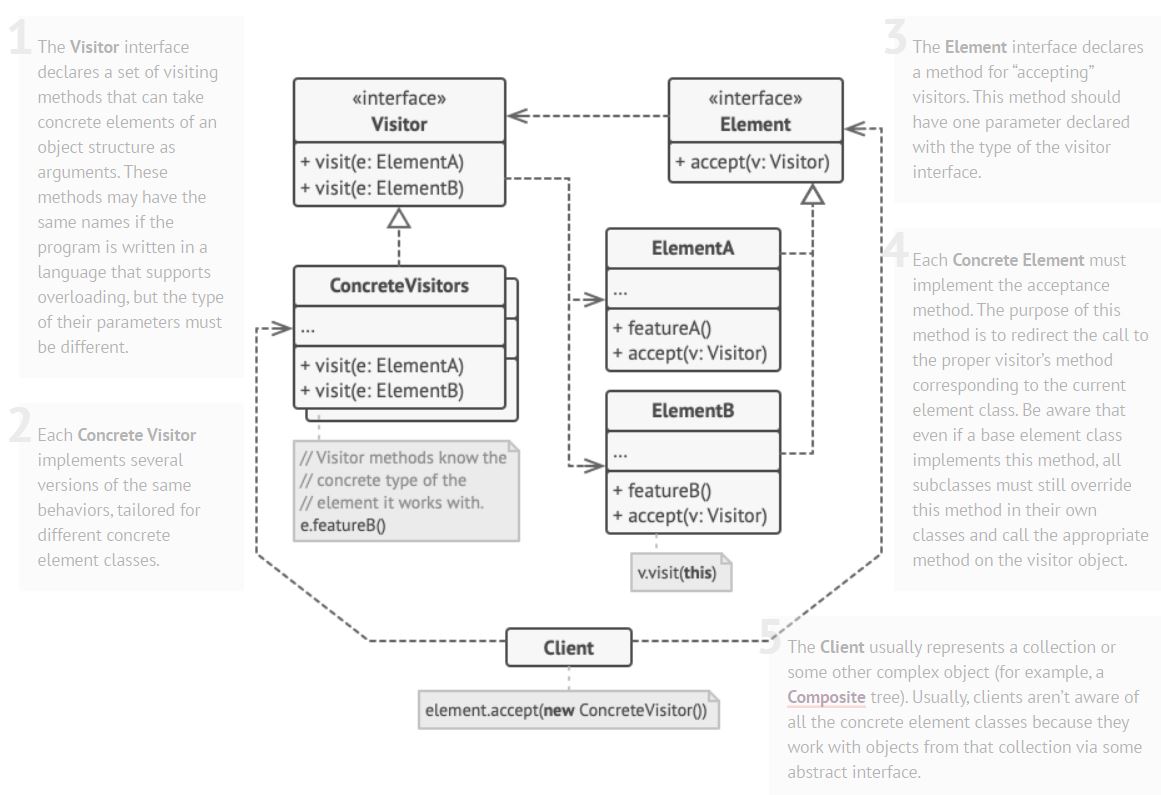 1
The Visitor interface
declares a set of visiting
methods that can take
concrete elements of an
object structure as
arguments. These
methods may have the
same names if the
program is written in a
language that supports
overloading, but the type
of their parameters must
be different.
2
Each Concrete Visitor
implements several
versions of the same
behaviors, tailored for
different concrete
element classes.
«interface»
Visitor
+ visit(e: ElementA)
+ visit(e: ElementB)
ConcreteVisitors
...
+ visit(e: ElementA)
+ visit(e: ElementB)
// Visitor methods know the
// concrete type of the
// element it works with.
e.featureB()
«interface»
Element
+ accept(v: Visitor)
ElementA
...
+ featureA()
+ accept(v: Visitor)
ElementB
...
+ featureB()
+ accept(v: Visitor)
v.visit(this)
Client
element.accept(new ConcreteVisitor())
3
The Element interface declares
a method for “accepting”
visitors. This method should
have one parameter declared
with the type of the visitor
interface.
4
Each Concrete Element must
implement the acceptance
method. The purpose of this
method is to redirect the call to
the proper visitor’s method
corresponding to the current
element class. Be aware that
even if a base element class
implements this method, all
subclasses must still override
this method in their own
classes and call the appropriate
method on the visitor object.
5
The Client usually represents a collection or
some other complex object (for example, a
Composite tree). Usually, clients aren’t aware of
all the concrete element classes because they
work with objects from that collection via some
abstract interface.